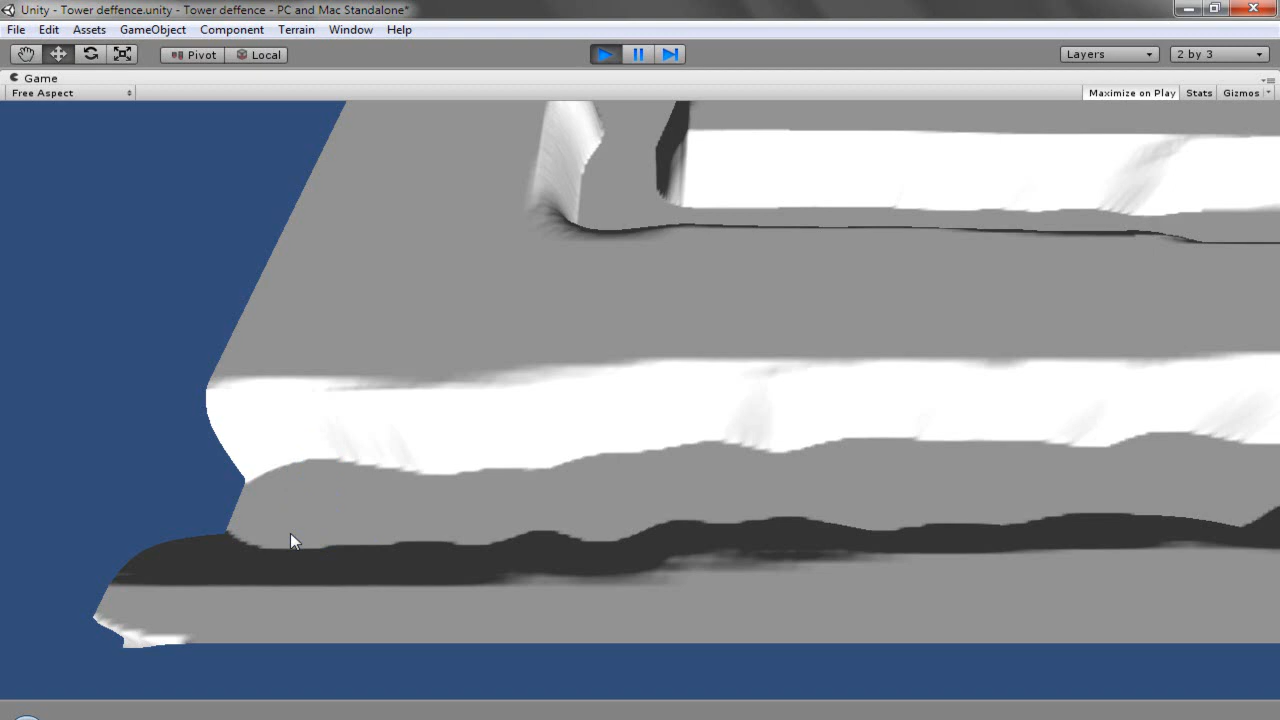 Unity - Tower deffence.unity - Tower deffence - PC and Mac Standalone*
File Edit Assets GameObject Component Terrain Window Help
Pivot Local Layers 2 by 3
Game
Free Aspect Maximize on Play Stats Gizmos